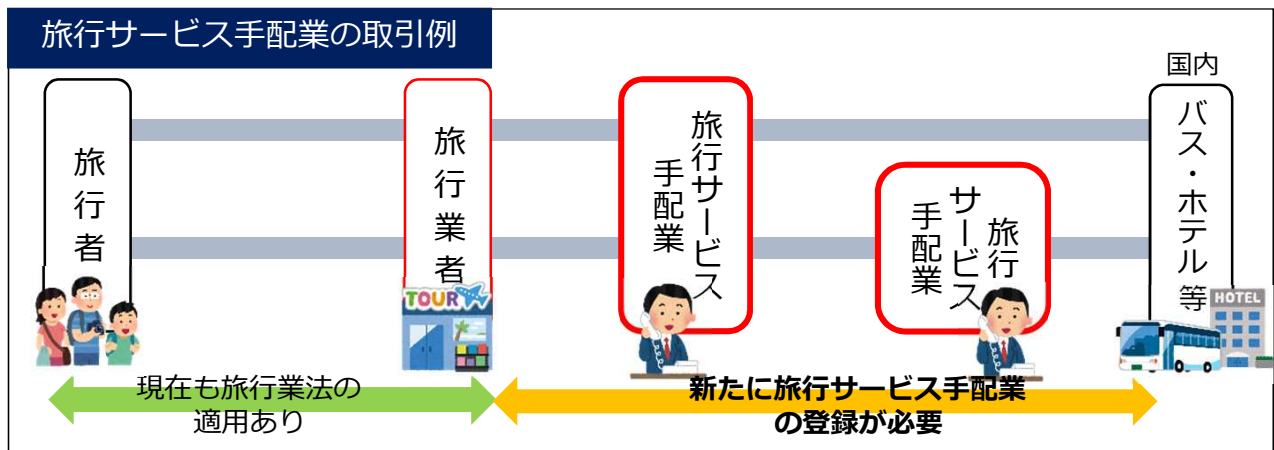 旅行サービス手配業の取引例
旅行者
旅行業者
TOUR
旅行サービス
手配業
旅行
サービス
手配業
国内
バス・ホテル等
HOTEL
現在も旅行業法の
適用あり
新たに旅行サービス手配業
の登録が必要